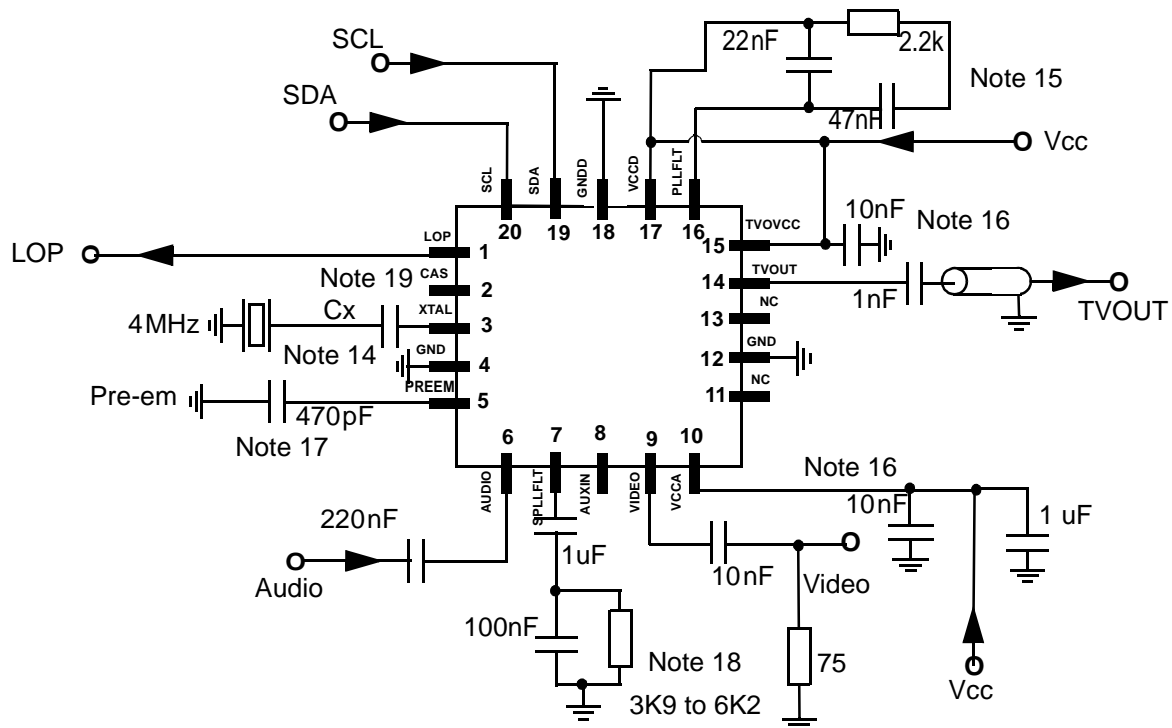 SCL
SDA
22nF
2.2k
Note 15
47nF
Vcc
SCL
SDA
GNDD
VCCD
PLLFLT
20
19
18
17
16
LOP
LOP
1
Note 19
CAS
2
4MHz
Cx
XTAL
3
Note 14
GND
4
Pre-em
470pF
PREEM
5
Note 17
TVOVCC
15
10nF
Note 16
TVOUT
14
1nF
TVOUT
NC
13
GND
12
NC
11
6
7
8
9
10
AUDIO
SPLLFLT
AUXIN
VIDEO
VCCA
Note 16
10nF
1 uF
220nF
Audio
1uF
10nF
Video
100nF
Note 18
3K9 to 6K2
75
Vcc